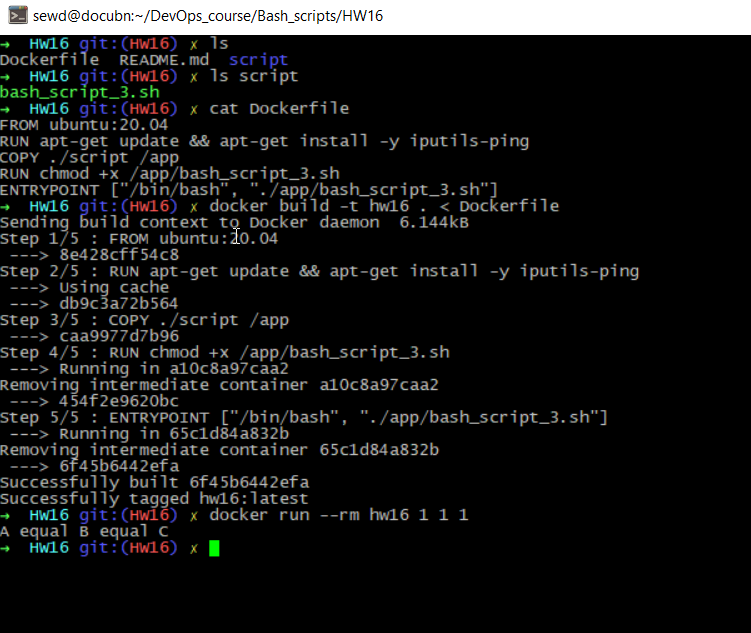 sewd@docubn:~/DevOps_course/Bash_scripts/HW16
→ HW16 git:(HW16) x ls
Dockerfile README.md script
→ HW16 git:(HW16) x ls script
bash_script_3.sh
→ HW16 git:(HW16) x cat Dockerfile
FROM ubuntu:20.04
RUN apt-get update && apt-get install -y iputils-ping
COPY ./script /app
RUN chmod +x /app/bash_script_3.sh
ENTRYPOINT ["/bin/bash", "./app/bash_script_3.sh"]
→ HW16 git:(HW16) x docker build -t hw16 . < Dockerfile
Sending build context to Docker daemon 6.144kB
Step 1/5 : FROM ubuntu:20.04
---> 8e428cff54c8
Step 2/5 : RUN apt-get update && apt-get install -y iputils-ping
---> Using cache
---> db9c3a72b564
Step 3/5 : COPY ./script /app
---> caa9977d7b96
Step 4/5 : RUN chmod +x /app/bash_script_3.sh
---> Running in a10c8a97caa2
Removing intermediate container a10c8a97caa2
---> 454f2e9620bc
Step 5/5 : ENTRYPOINT ["/bin/bash", "./app/bash_script_3.sh"]
---> Running in 65c1d84a832b
Removing intermediate container 65c1d84a832b
---> 6f45b6442efa
Successfully built 6f45b6442efa
Successfully tagged hw16:latest
→ HW16 git:(HW16) x docker run --rm hw16 1 1 1
A equal B equal C
→ HW16 git:(HW16) x